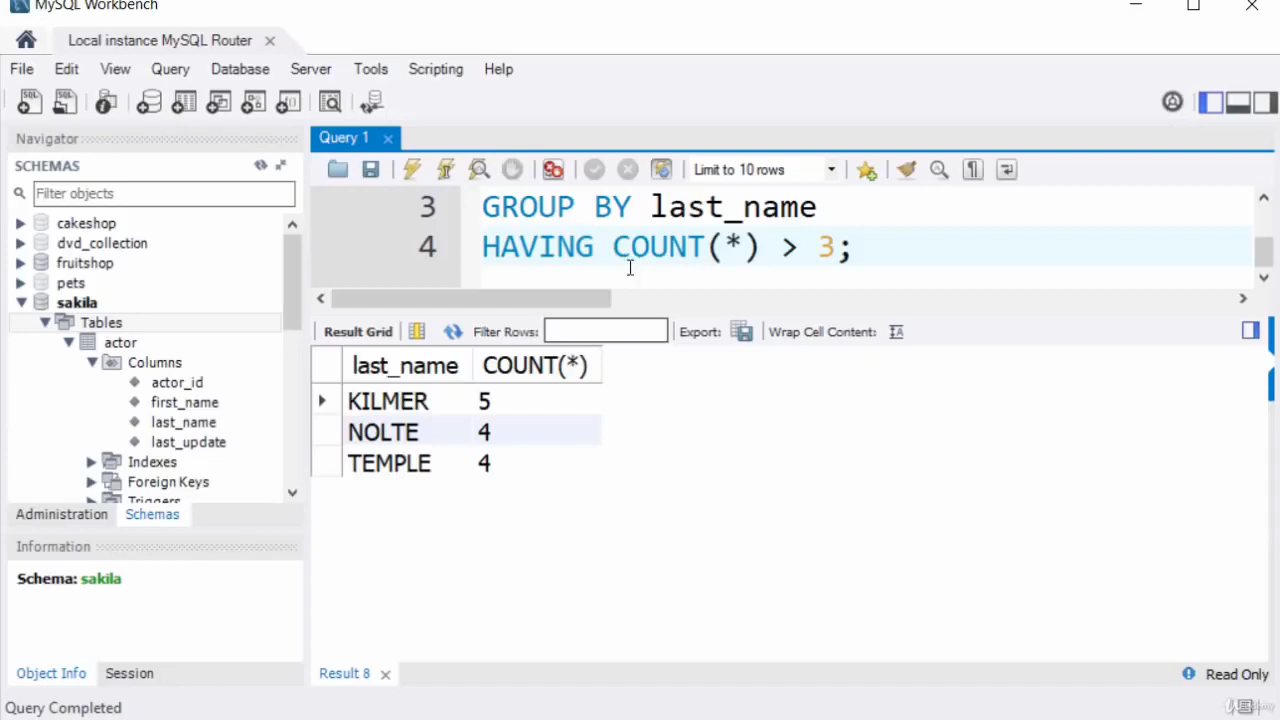 MySQL Workbench
Local instance MySQL Router
File Edit View Query Database Server Tools Scripting Help
Navigator
SCHEMAS
Filter objects
cakeshop
dvd_collection
fruitshop
pets
sakila
Tables
actor
Columns
actor_id
first_name
last_name
last_update
Indexes
Foreign Keys
Triggers
Administration Schemas
Information
Schema: sakila
Object Info Session
Query Completed
Query 1
Limit to 10 rows
3 GROUP BY last_name
4 HAVING COUNT(*) > 3;
Result Grid Filter Rows: Export: Wrap Cell Content:
last_name COUNT(*)
KILMER 5
NOLTE 4
TEMPLE 4
Result 8 Read Only